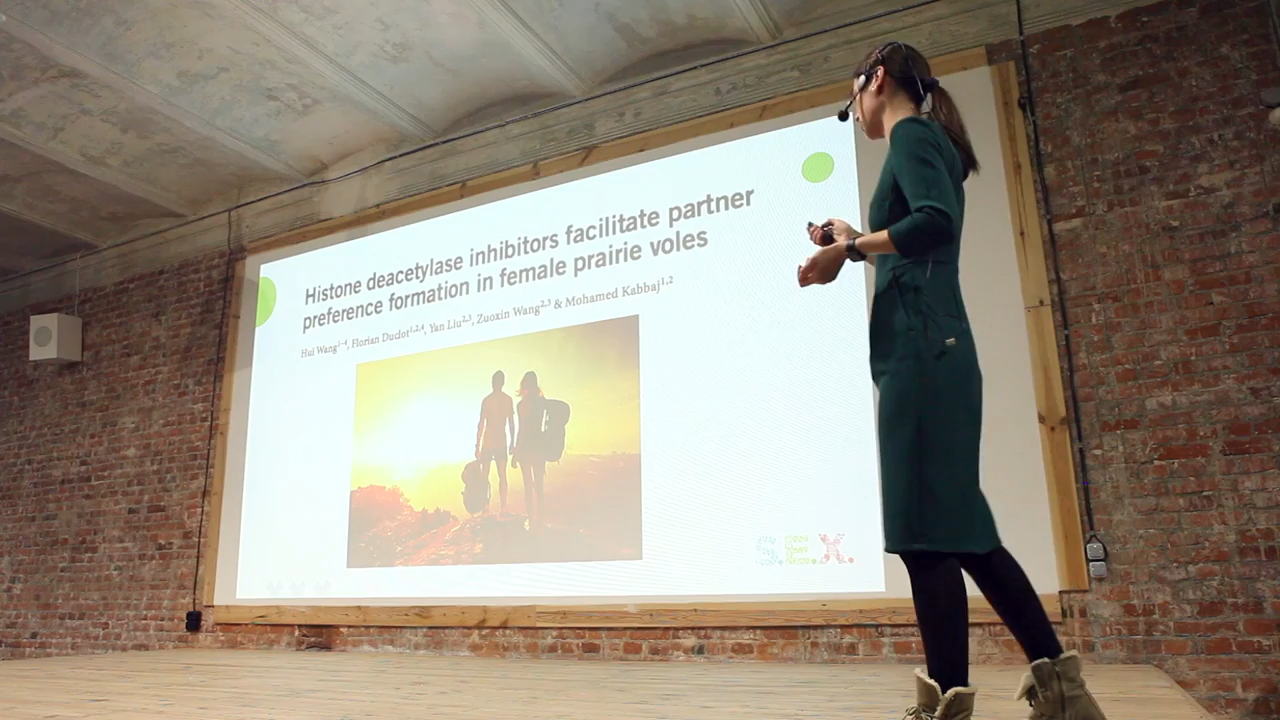 Histone deacetylase inhibitors facilitate partner
preference formation in female prairie voles
Hui Wang¹⁻⁴, Florian Duclot¹,²,⁴, Yan Liu²,³, Zuoxin Wang²,³ & Mohamed Kabbaj¹,²